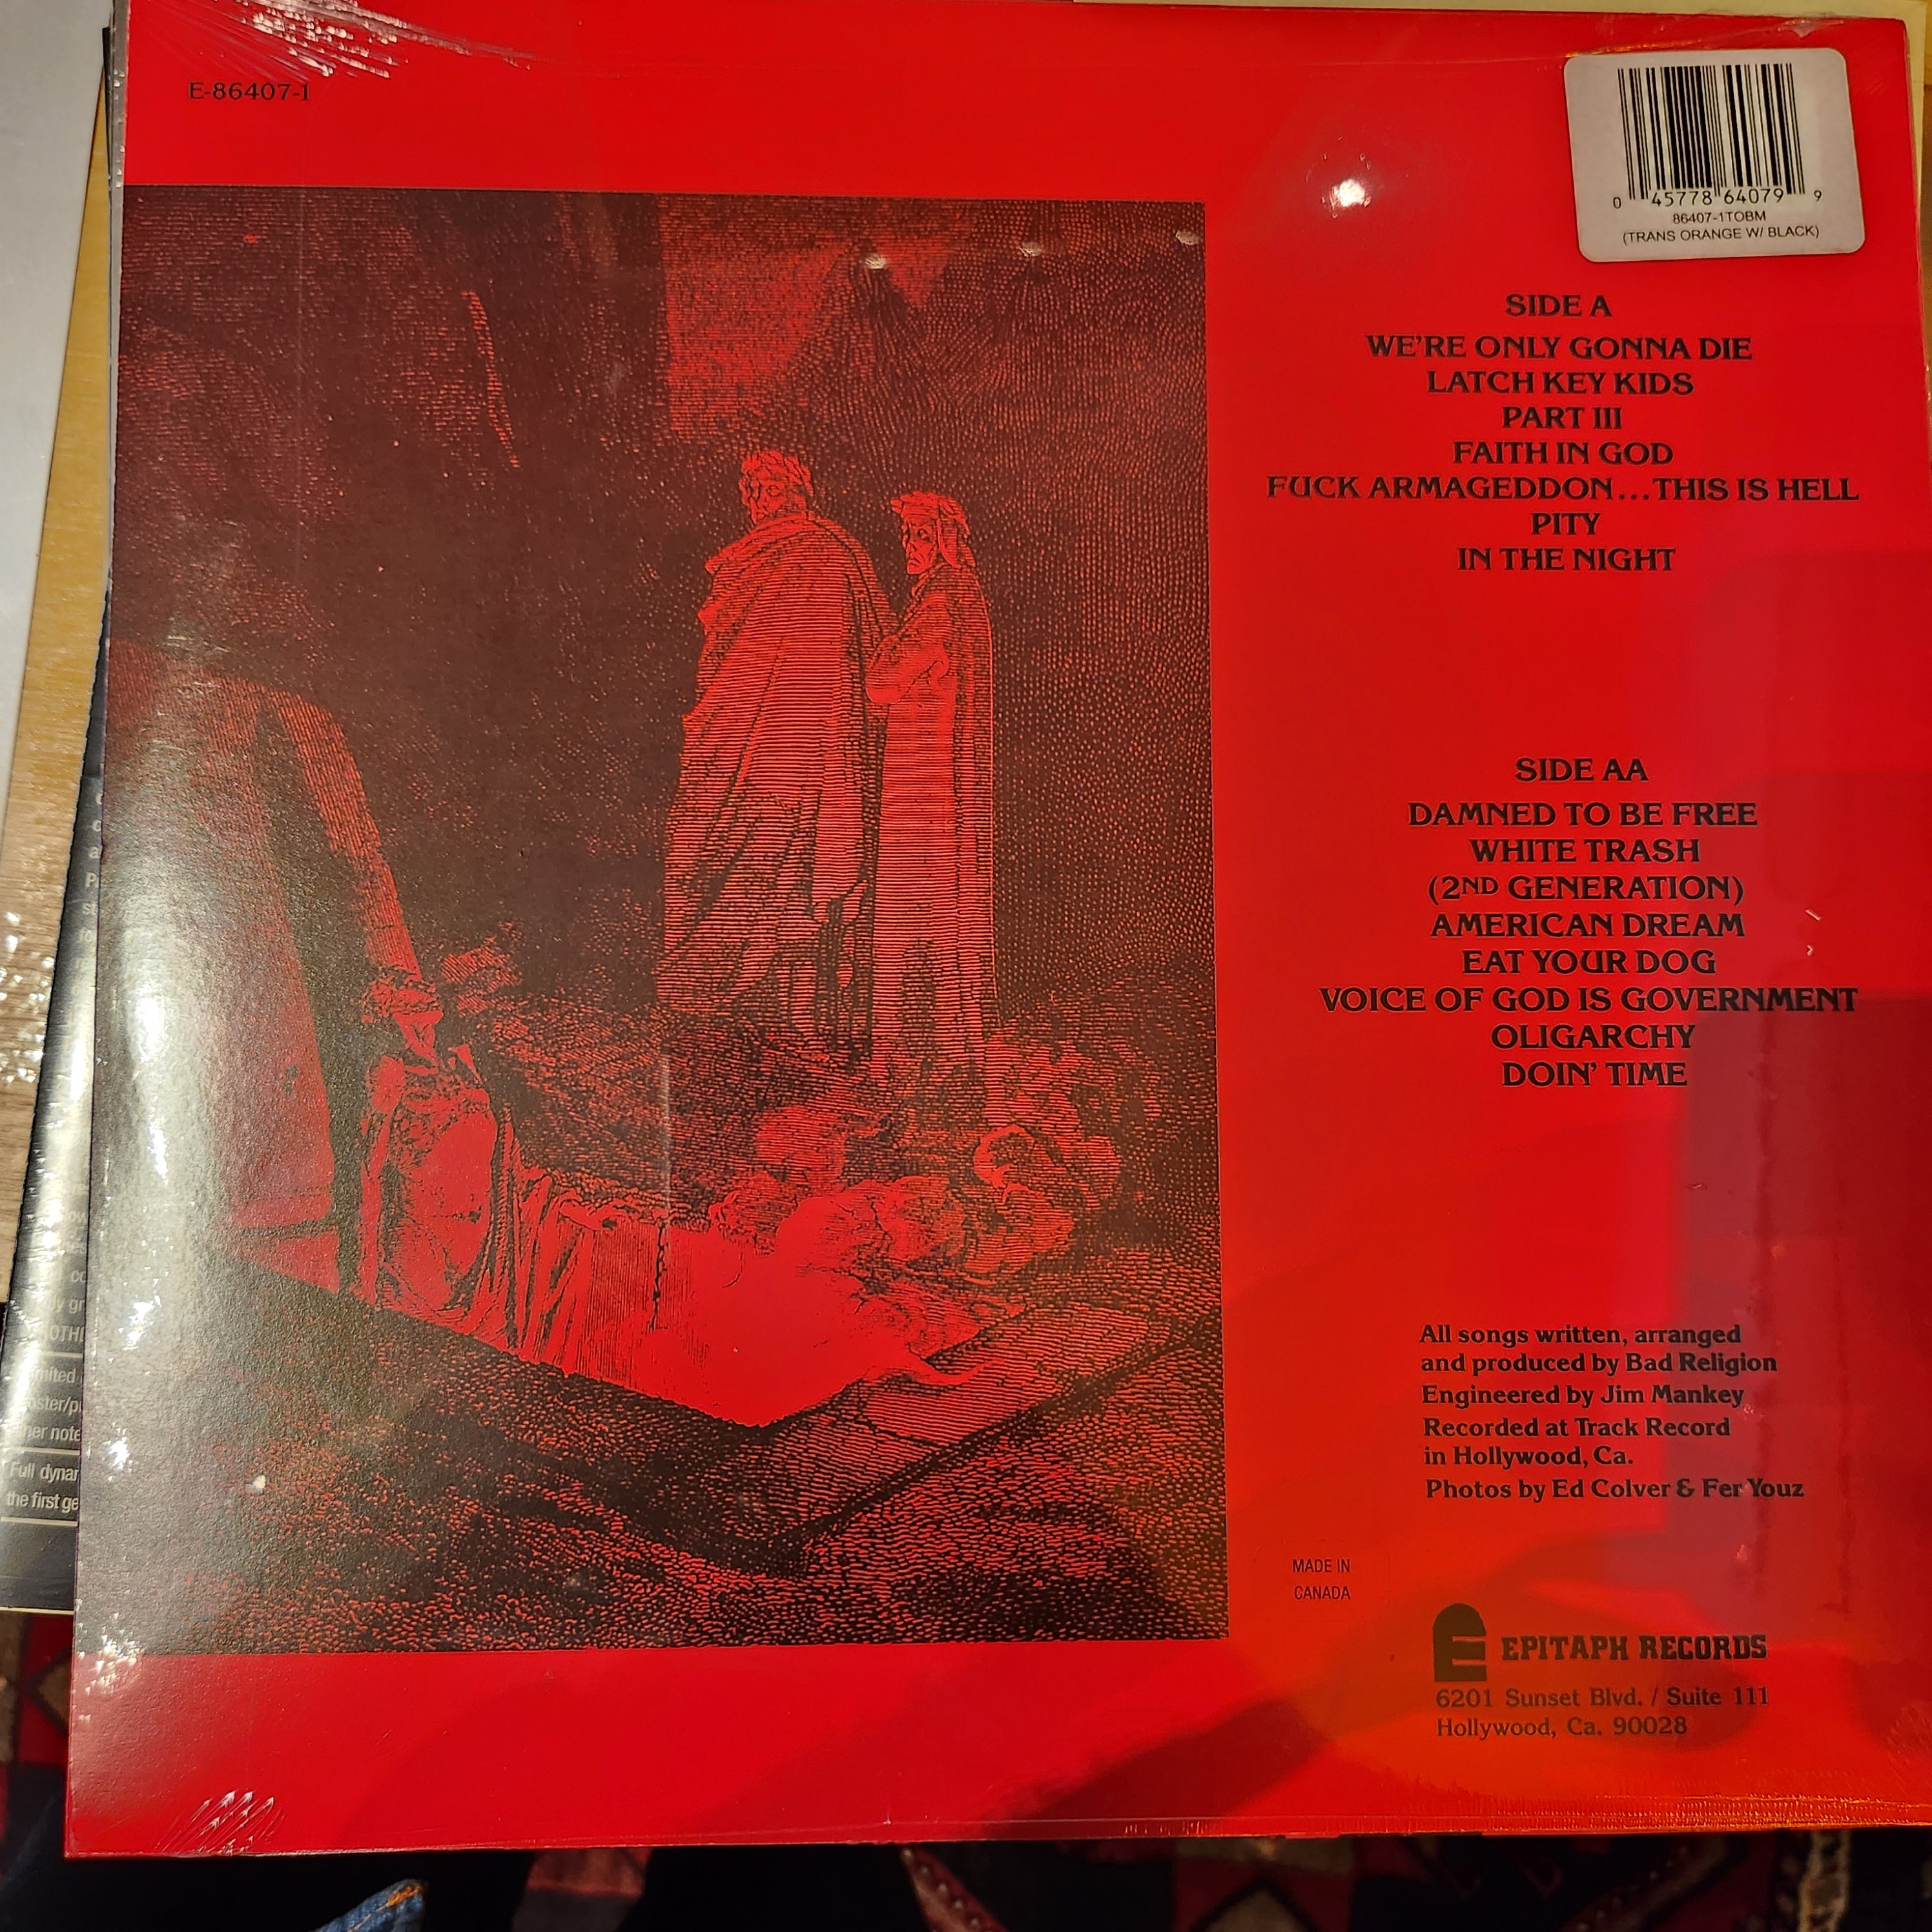 E-86407-1
0 45778 64079 9
86407-1TOBM
(TRANS ORANGE W/ BLACK)
SIDE A
WE'RE ONLY GONNA DIE
LATCH KEY KIDS
PART III
FAITH IN GOD
FUCK ARMAGEDDON...THIS IS HELL
PITY
IN THE NIGHT
SIDE AA
DAMNED TO BE FREE
WHITE TRASH
(2ND GENERATION)
AMERICAN DREAM
EAT YOUR DOG
VOICE OF GOD IS GOVERNMENT
OLIGARCHY
DOIN' TIME
All songs written, arranged
and produced by Bad Religion
Engineered by Jim Mankey
Recorded at Track Record
in Hollywood, Ca.
Photos by Ed Colver & Fer Youz
MADE IN
CANADA
E EPITAPH RECORDS
6201 Sunset Blvd. / Suite 111
Hollywood, Ca. 90028
Full
the first